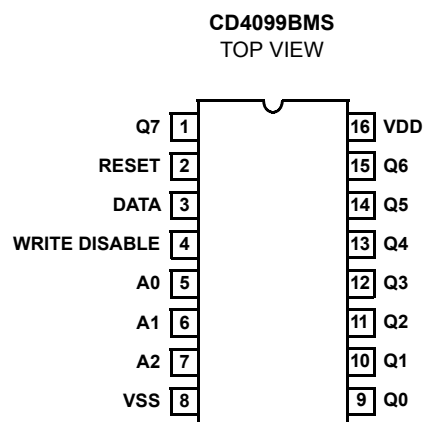 CD4099BMS
TOP VIEW
Q7 1 16 VDD
RESET 2 15 Q6
DATA 3 14 Q5
WRITE DISABLE 4 13 Q4
A0 5 12 Q3
A1 6 11 Q2
A2 7 10 Q1
VSS 8 9 Q0